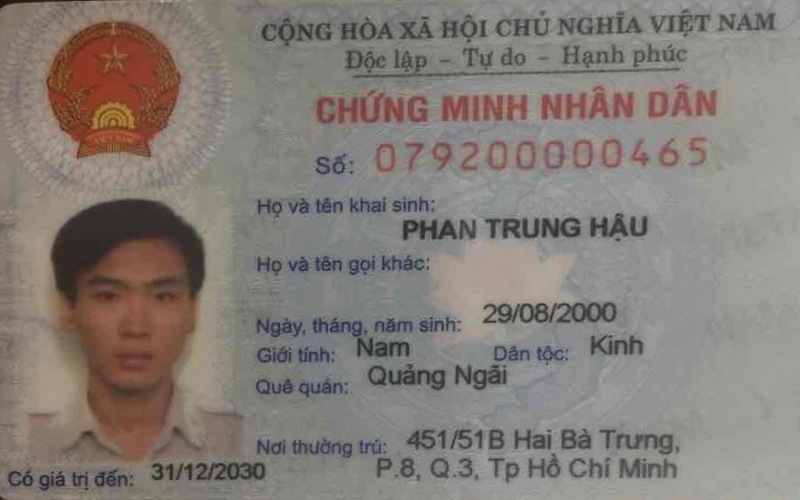 CỘNG HÒA XÃ HỘI CHỦ NGHĨA VIỆT NAM
Độc lập – Tự do – Hạnh phúc
CHỨNG MINH NHÂN DÂN
Số: 079200000465
Họ và tên khai sinh:
PHAN TRUNG HẬU
Họ và tên gọi khác:
Ngày, tháng, năm sinh: 29/08/2000
Giới tính: Nam Dân tộc: Kinh
Quê quán: Quảng Ngãi
Nơi thường trú: 451/51B Hai Bà Trưng,
P.8, Q.3, Tp Hồ Chí Minh
Có giá trị đến: 31/12/2030